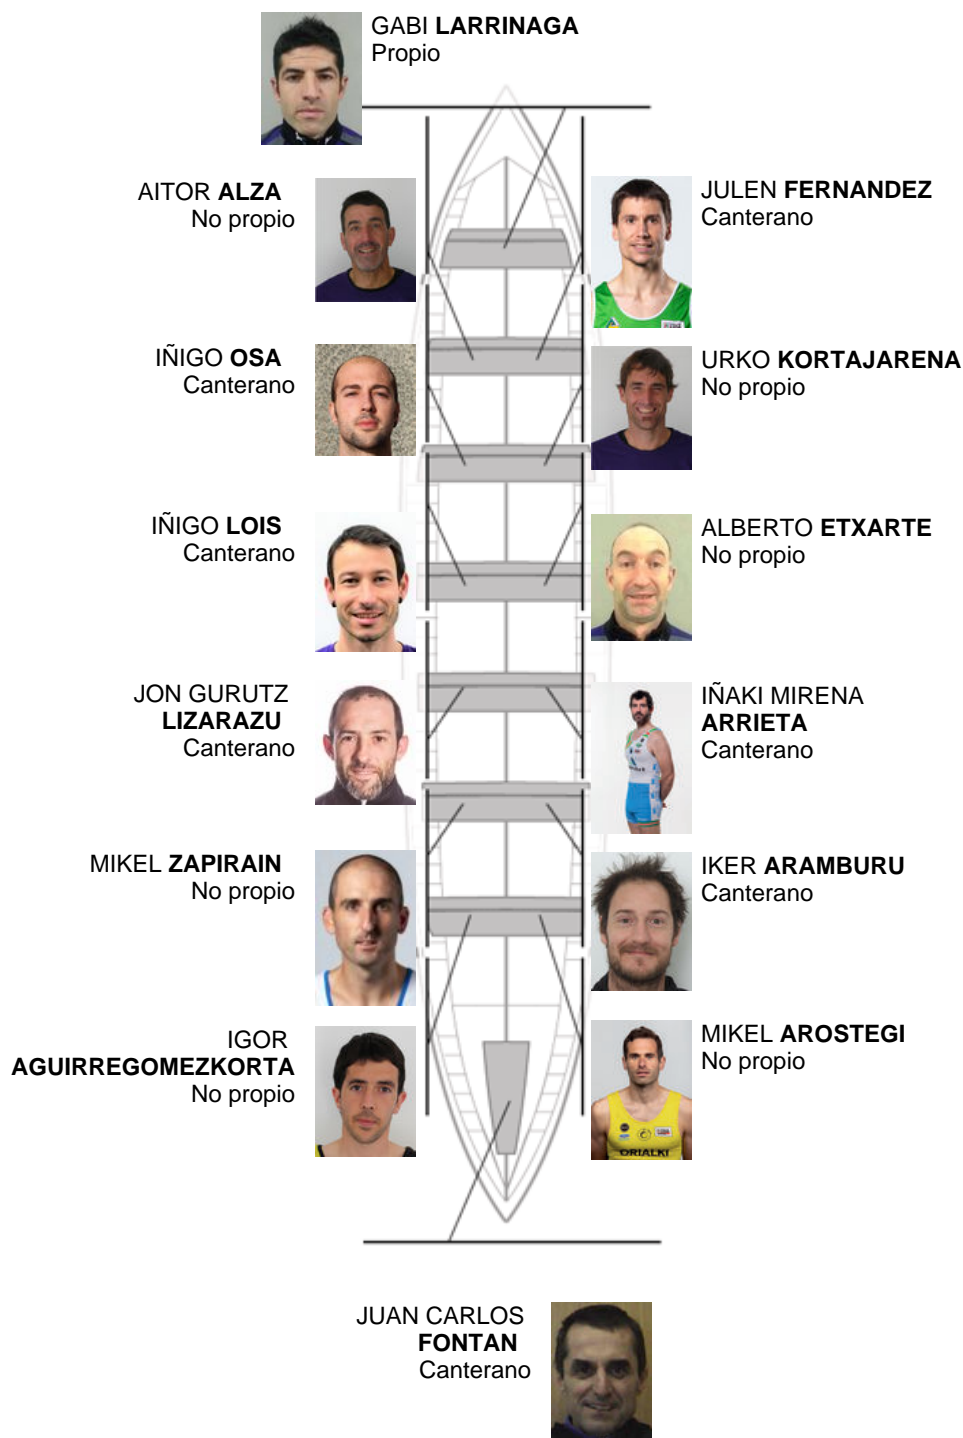 GABI LARRINAGA
Propio
AITOR ALZA
No propio
JULEN FERNANDEZ
Canterano
IÑIGO OSA
Canterano
URKO KORTAJARENA
No propio
IÑIGO LOIS
Canterano
ALBERTO ETXARTE
No propio
JON GURUTZ
LIZARAZU
Canterano
IÑAKI MIRENA
ARRIETA
Canterano
MIKEL ZAPIRAIN
No propio
IKER ARAMBURU
Canterano
IGOR
AGUIRREGOMEZKORTA
No propio
MIKEL AROSTEGI
No propio
ORIALKI
JUAN CARLOS
FONTAN
Canterano